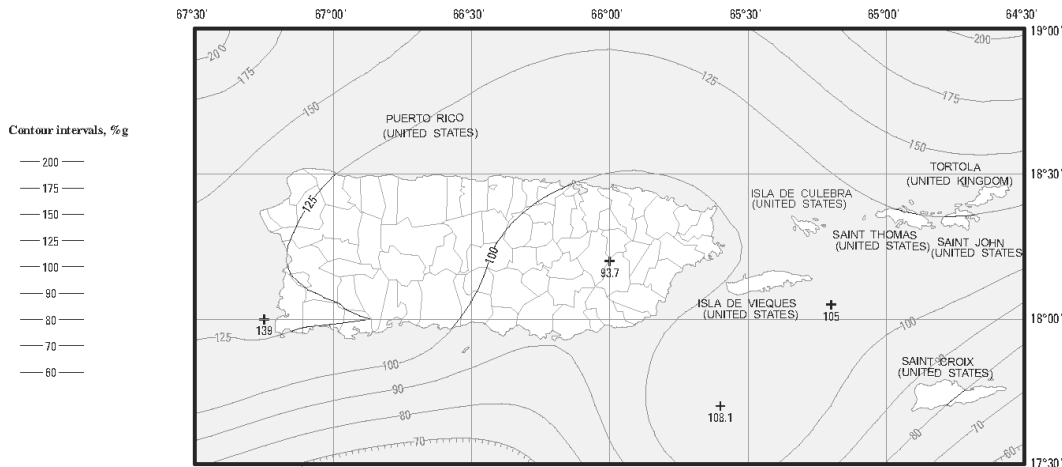 67°30' 67°00' 66°30' 66°00' 65°30' 65°00' 64°30'
19°00'
200
175
150
125
200
175
150
PUERTO RICO
(UNITED STATES)
Contour intervals, %g
200
175
150
125
100
90
80
70
60
18°30'
TORTOLA
(UNITED KINGDOM)
ISLA DE CULEBRA
(UNITED STATES)
SAINT THOMAS
(UNITED STATES)
SAINT JOHN
(UNITED STATES
125
100
93.7
ISLA DE VIEQUES
(UNITED STATES)
105
139
125
18°00'
100
90
80
70
100
SAINT CROIX
(UNITED STATES)
108.1
80
70
60
17°30'